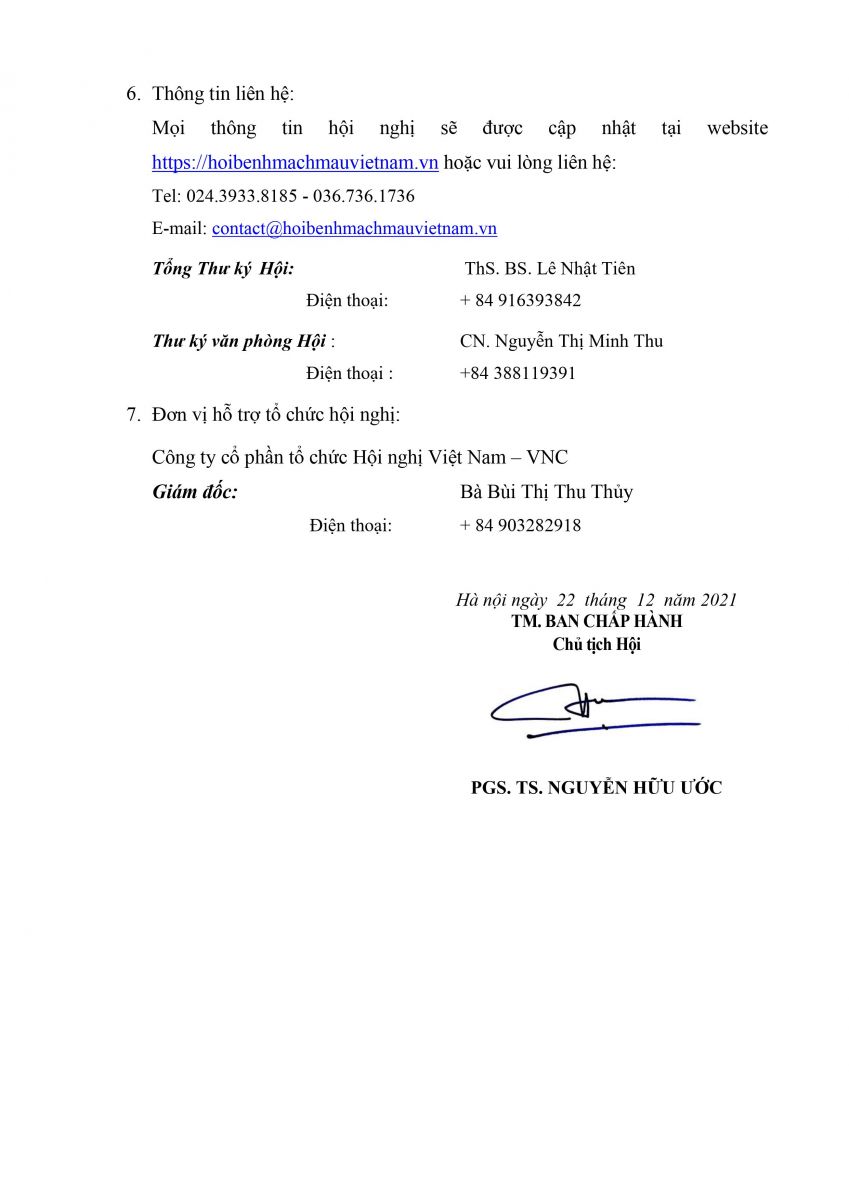 6. Thông tin liên hệ:
Mọi thông tin hội nghị sẽ được cập nhật tại website
https://hoibenhmachmauvietnam.vn hoặc vui lòng liên hệ:
Tel: 024.3933.8185 - 036.736.1736
E-mail: contact@hoibenhmachmauvietnam.vn
Tổng Thư ký Hội: ThS. BS. Lê Nhật Tiên
Điện thoại: + 84 916393842
Thư ký văn phòng Hội : CN. Nguyễn Thị Minh Thu
Điện thoại : +84 388119391
7. Đơn vị hỗ trợ tổ chức hội nghị:
Công ty cổ phần tổ chức Hội nghị Việt Nam – VNC
Giám đốc: Bà Bùi Thị Thu Thủy
Điện thoại: + 84 903282918
Hà nội ngày 22 tháng 12 năm 2021
TM. BAN CHẤP HÀNH
Chủ tịch Hội
PGS. TS. NGUYỄN HỮU ƯỚC